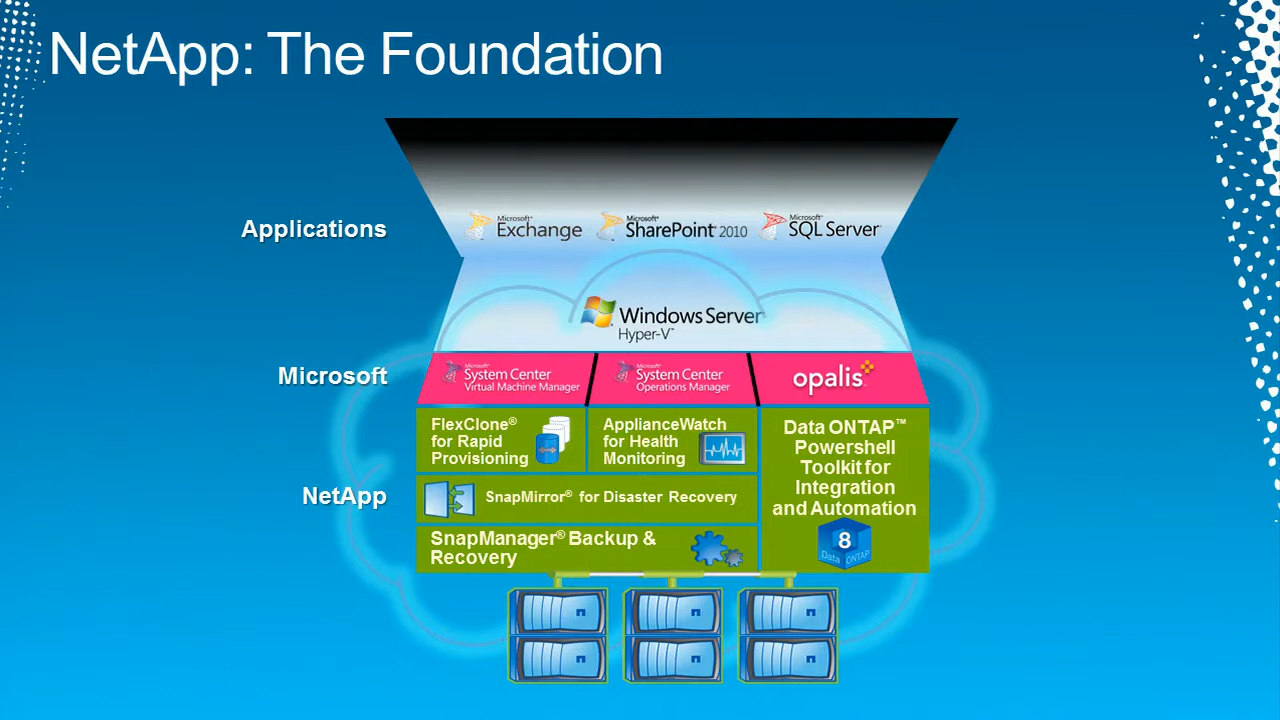 NetApp: The Foundation
Applications
Microsoft®
Exchange
Microsoft®
SharePoint® 2010
Microsoft®
SQL Server®
Windows Server®
Hyper-V™
Microsoft
Microsoft®
System Center
Virtual Machine Manager
Microsoft®
System Center
Operations Manager
opalis
NetApp
FlexClone®
for Rapid
Provisioning
ApplianceWatch
for Health
Monitoring
Data ONTAP™
Powershell
Toolkit for
Integration
and Automation
SnapMirror® for Disaster Recovery
SnapManager® Backup &
Recovery
8
Data ONTAP